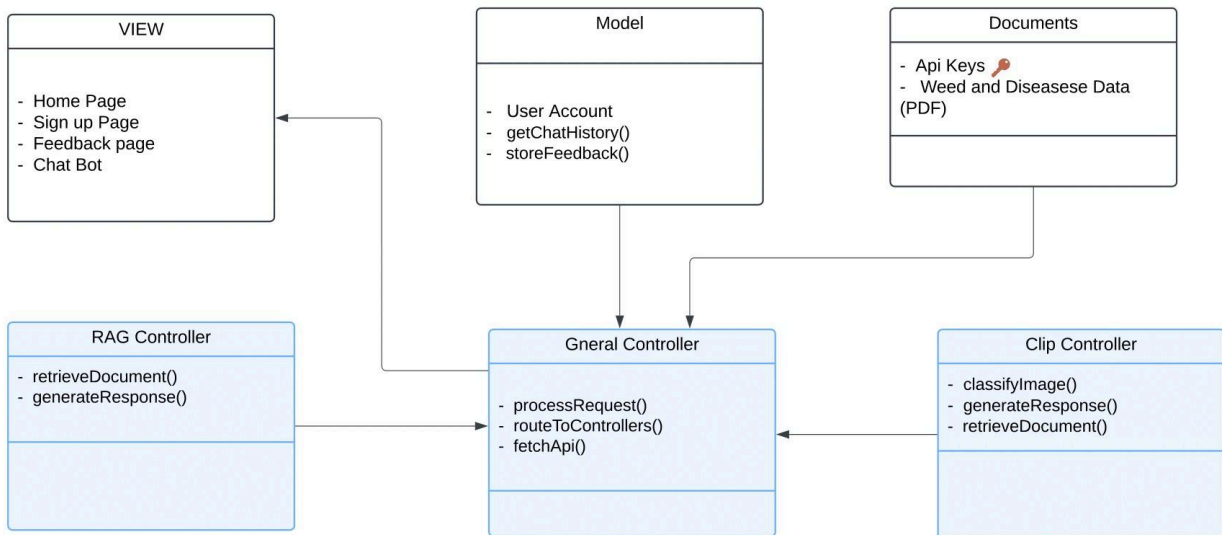 VIEW
- Home Page
- Sign up Page
- Feedback page
- Chat Bot
Model
- User Account
- getChatHistory()
- storeFeedback()
Documents
- Api Keys
- Weed and Diseasese Data
(PDF)
RAG Controller
- retrieveDocument()
- generateResponse()
Gneral Controller
- processRequest()
- routeToControllers()
- fetchApi()
Clip Controller
- classifyImage()
- generateResponse()
- retrieveDocument()